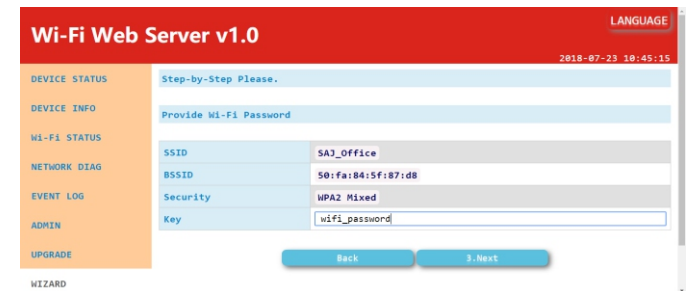 Wi-Fi Web Server v1.0
LANGUAGE
2018-07-23 10:45:15
DEVICE STATUS
DEVICE INFO
Wi-Fi STATUS
NETWORK DIAG
EVENT LOG
ADMIN
UPGRADE
WIZARD
Step-by-Step Please.
Provide Wi-Fi Password
SSID SAJ_Office
BSSID 50:fa:84:5f:87:d8
Security WPA2 Mixed
Key wifi_password
Back 3.Next